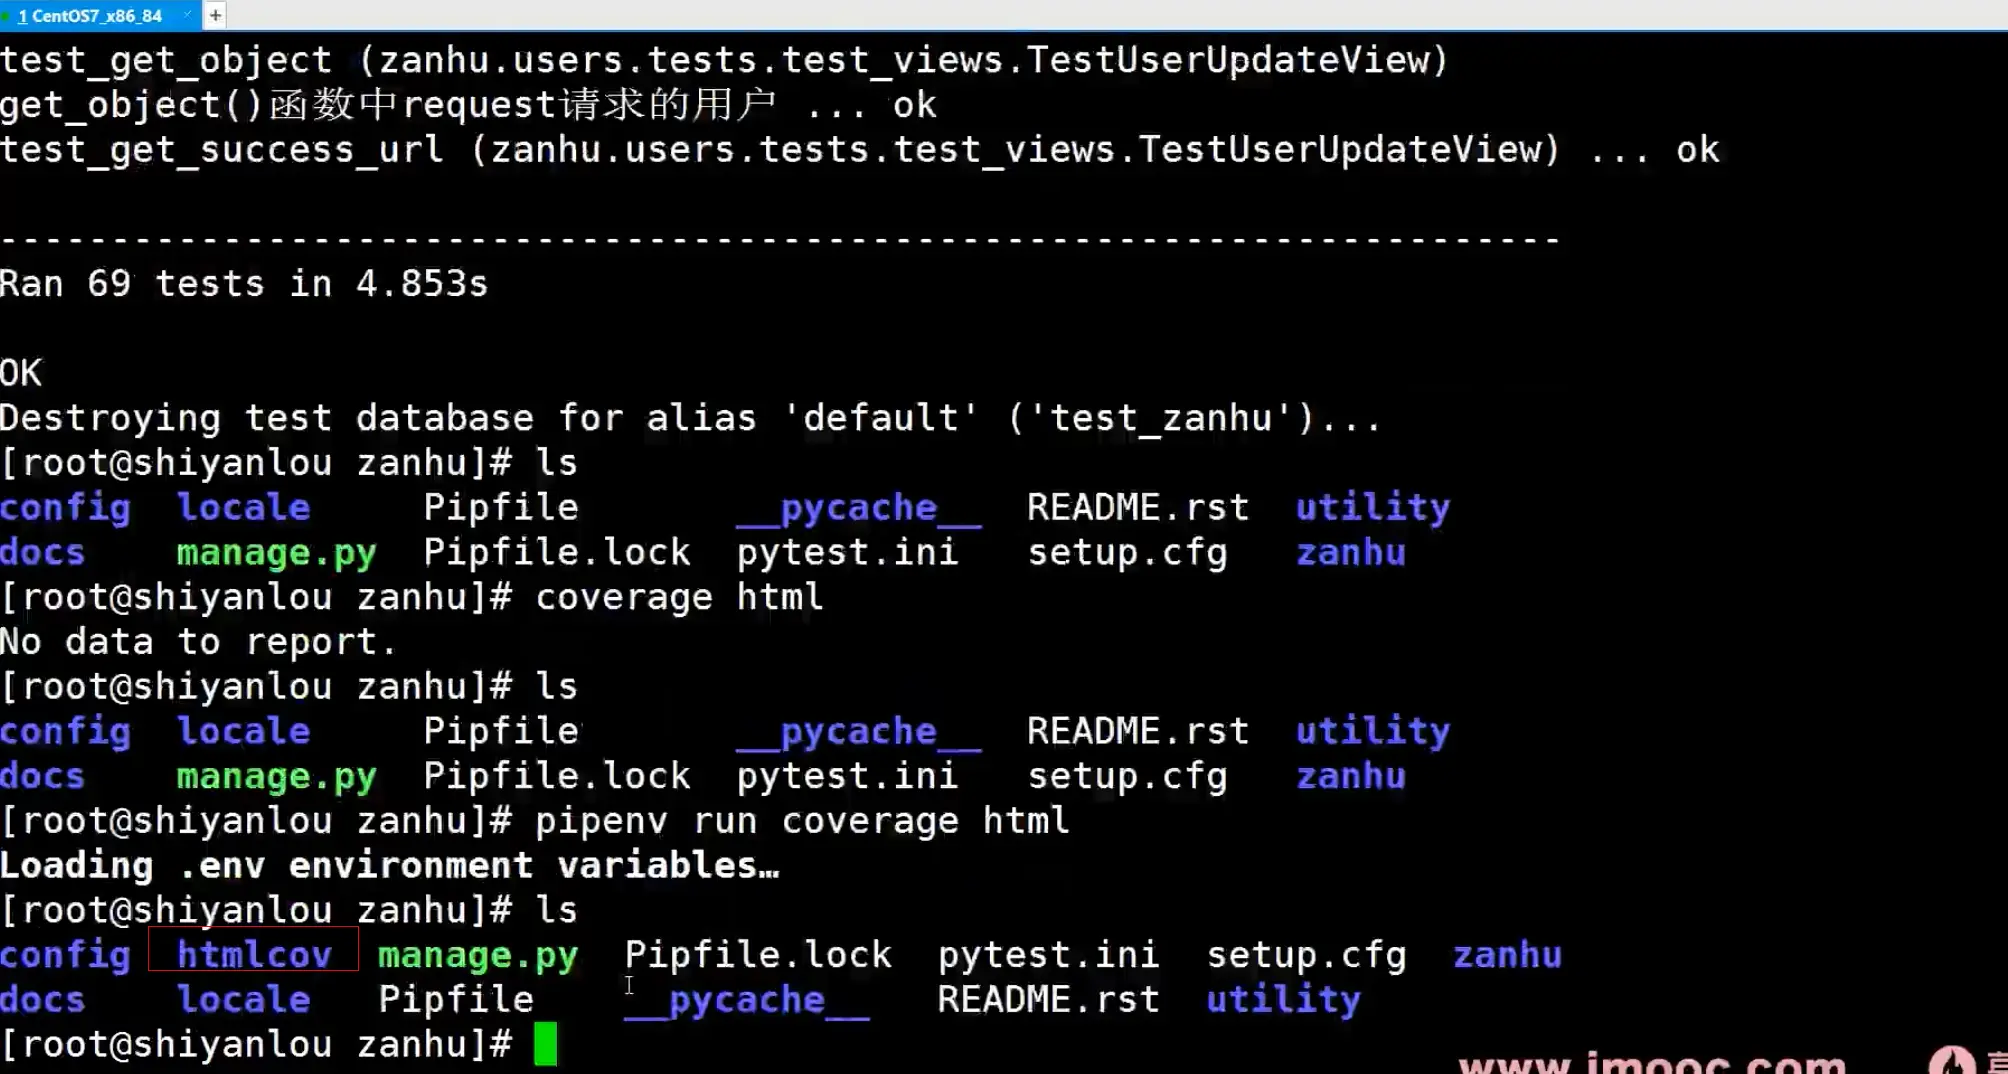 1 CentOS7_x86_84 +
test_get_object (zanhu.users.tests.test_views.TestUserUpdateView)
get_object()函数中request请求的用户 ... ok
test_get_success_url (zanhu.users.tests.test_views.TestUserUpdateView) ... ok
----------------------------------------------------------------------
Ran 69 tests in 4.853s
OK
Destroying test database for alias 'default' ('test_zanhu')...
[root@shiyanlou zanhu]# ls
config locale Pipfile __pycache__ README.rst utility
docs manage.py Pipfile.lock pytest.ini setup.cfg zanhu
[root@shiyanlou zanhu]# coverage html
No data to report.
[root@shiyanlou zanhu]# ls
config locale Pipfile __pycache__ README.rst utility
docs manage.py Pipfile.lock pytest.ini setup.cfg zanhu
[root@shiyanlou zanhu]# pipenv run coverage html
Loading .env environment variables…
[root@shiyanlou zanhu]# ls
config htmlcov manage.py Pipfile.lock pytest.ini setup.cfg zanhu
docs locale Pipfile __pycache__ README.rst utility
[root@shiyanlou zanhu]#
www.imooc.com